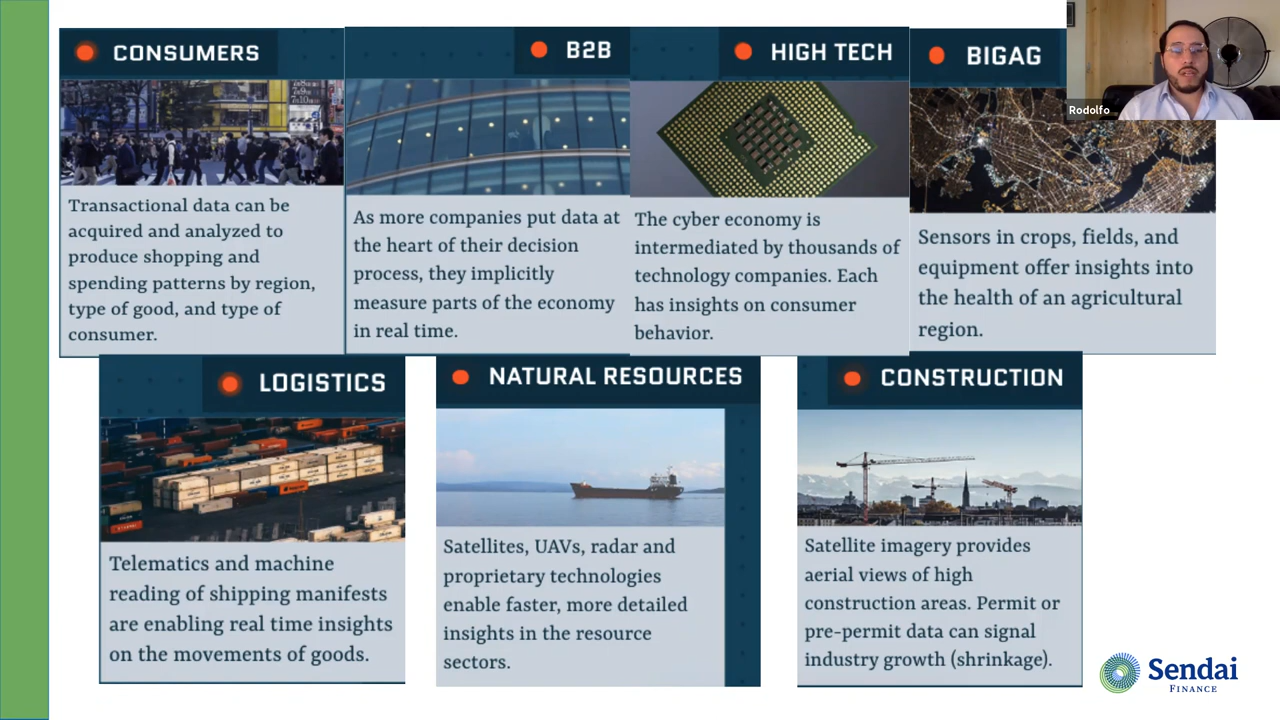 CONSUMERS
Transactional data can be
acquired and analyzed to
produce shopping and
spending patterns by region,
type of good, and type of
consumer.
B2B
As more companies put data at
the heart of their decision
process, they implicitly
measure parts of the economy
in real time.
HIGH TECH
The cyber economy is
intermediated by thousands of
technology companies. Each
has insights on consumer
behavior.
BIGAG
Sensors in crops, fields, and
equipment offer insights into
the health of an agricultural
region.
Rodolfo
LOGISTICS
Telematics and machine
reading of shipping manifests
are enabling real time insights
on the movements of goods.
NATURAL RESOURCES
Satellites, UAVs, radar and
proprietary technologies
enable faster, more detailed
insights in the resource
sectors.
CONSTRUCTION
Satellite imagery provides
aerial views of high
construction areas. Permit or
pre-permit data can signal
industry growth (shrinkage).
Sendai
FINANCE